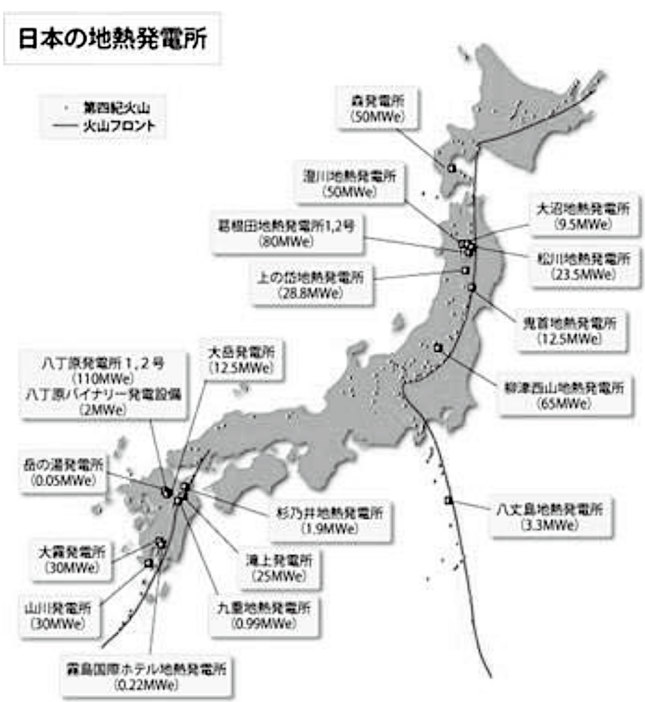 日本の地熱発電所
第四紀火山
火山フロント
森発電所
(50MWe)
澄川地熱発電所
(50MWe)
葛根田地熱発電所1,2号
(80MWe)
上の岱地熱発電所
(28.8MWe)
大沼地熱発電所
(9.5MWe)
松川地熱発電所
(23.5MWe)
鬼首地熱発電所
(12.5MWe)
柳津西山地熱発電所
(65MWe)
八丈島地熱発電所
(3.3MWe)
大岳発電所
(12.5MWe)
八丁原発電所1,2号
(110MWe)
八丁原バイナリー発電設備
(2MWe)
岳の湯発電所
(0.05MWe)
杉乃井地熱発電所
(1.9MWe)
大霧発電所
(30MWe)
滝上発電所
(25MWe)
山川発電所
(30MWe)
九重地熱発電所
(0.99MWe)
霧島国際ホテル地熱発電所
(0.22MWe)